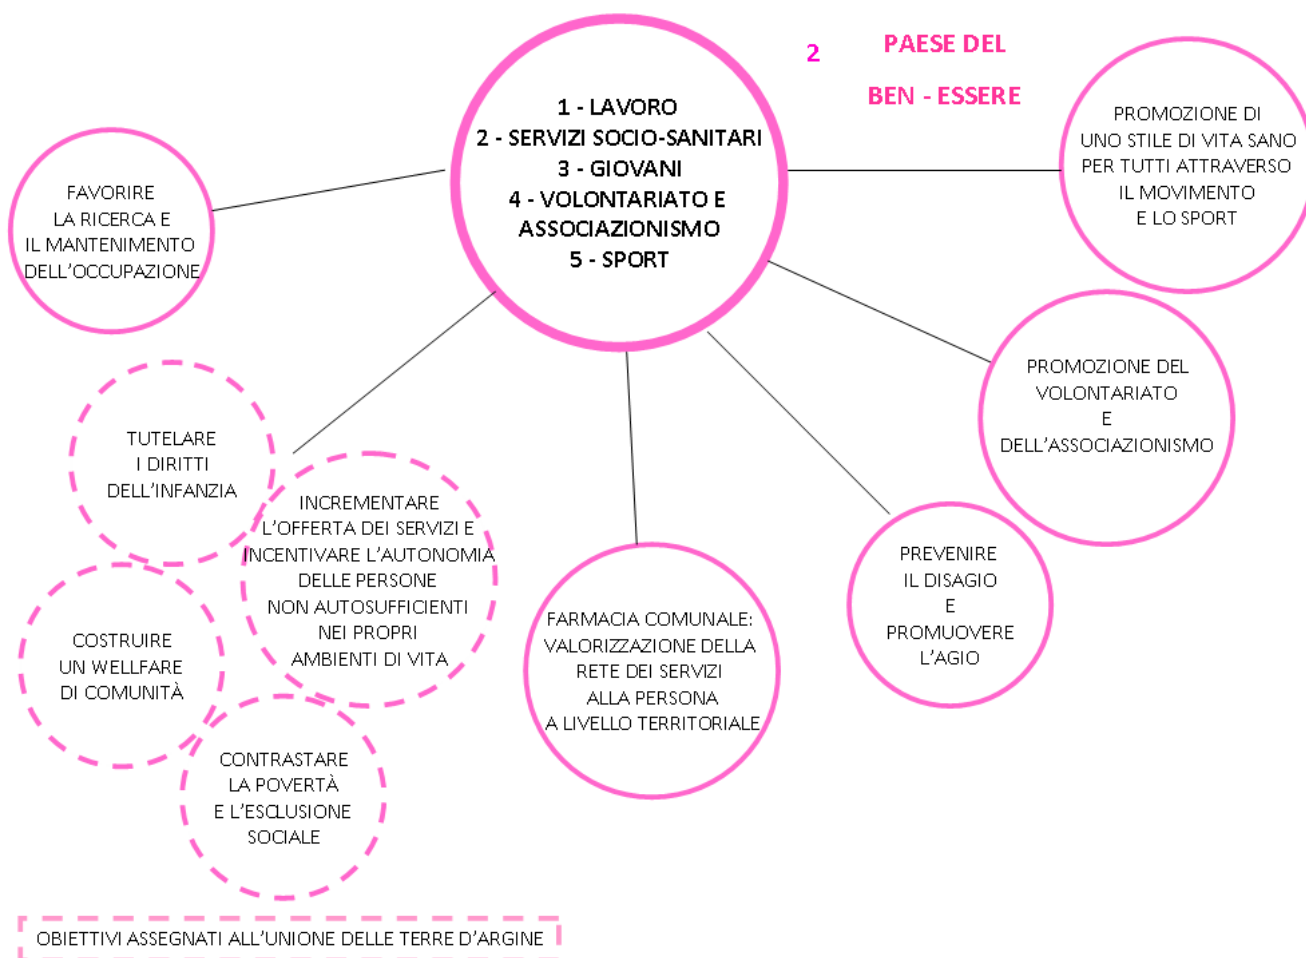 2
PAESE DEL
BEN - ESSERE
1 - LAVORO
2 - SERVIZI SOCIO-SANITARI
3 - GIOVANI
4 - VOLONTARIATO E
ASSOCIAZIONISMO
5 - SPORT
PROMOZIONE DI
UNO STILE DI VITA SANO
PER TUTTI ATTRAVERSO
IL MOVIMENTO
E LO SPORT
FAVORIRE
LA RICERCA E
IL MANTENIMENTO
DELL'OCCUPAZIONE
PROMOZIONE DEL
VOLONTARIATO
E
DELL'ASSOCIAZIONISMO
TUTELARE
I DIRITTI
DELL'INFANZIA
INCREMENTARE
L'OFFERTA DEI SERVIZI E
INCENTIVARE L'AUTONOMIA
DELLE PERSONE
NON AUTOSUFFICIENTI
NEI PROPRI
AMBIENTI DI VITA
PREVENIRE
IL DISAGIO
E
PROMUOVERE
L'AGIO
FARMACIA COMUNALE:
VALORIZZAZIONE DELLA
RETE DEI SERVIZI
ALLA PERSONA
A LIVELLO TERRITORIALE
COSTRUIRE
UN WELLFARE
DI COMUNITÀ
CONTRASTARE
LA POVERTÀ
E L'ESCLUSIONE
SOCIALE
OBIETTIVI ASSEGNATI ALL'UNIONE DELLE TERRE D'ARGINE